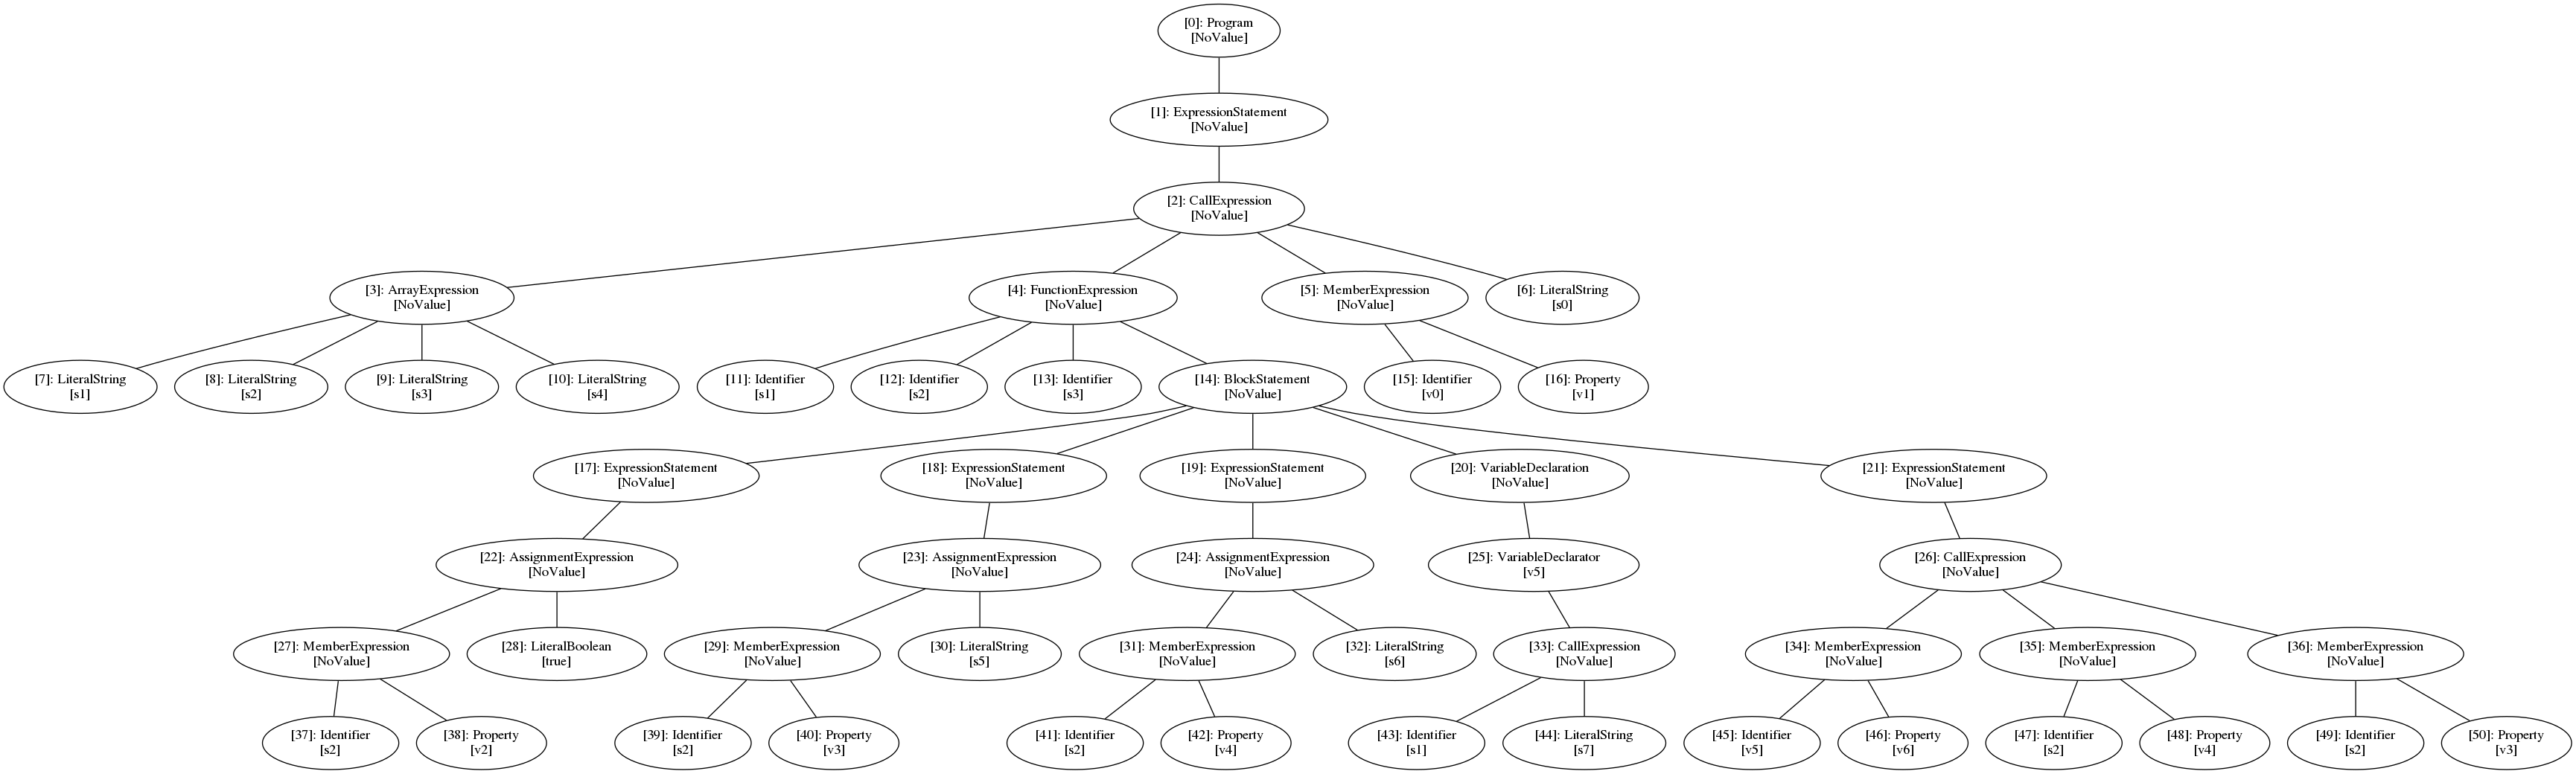 [0]: Program
[NoValue]
[1]: ExpressionStatement
[NoValue]
[2]: CallExpression
[NoValue]
[3]: ArrayExpression
[NoValue]
[4]: FunctionExpression
[NoValue]
[5]: MemberExpression
[NoValue]
[6]: LiteralString
[s0]
[7]: LiteralString
[s1]
[8]: LiteralString
[s2]
[9]: LiteralString
[s3]
[10]: LiteralString
[s4]
[11]: Identifier
[s1]
[12]: Identifier
[s2]
[13]: Identifier
[s3]
[14]: BlockStatement
[NoValue]
[15]: Identifier
[v0]
[16]: Property
[v1]
[17]: ExpressionStatement
[NoValue]
[18]: ExpressionStatement
[NoValue]
[19]: ExpressionStatement
[NoValue]
[20]: VariableDeclaration
[NoValue]
[21]: ExpressionStatement
[NoValue]
[22]: AssignmentExpression
[NoValue]
[23]: AssignmentExpression
[NoValue]
[24]: AssignmentExpression
[NoValue]
[25]: VariableDeclarator
[v5]
[26]: CallExpression
[NoValue]
[27]: MemberExpression
[NoValue]
[28]: LiteralBoolean
[true]
[29]: MemberExpression
[NoValue]
[30]: LiteralString
[s5]
[31]: MemberExpression
[NoValue]
[32]: LiteralString
[s6]
[33]: CallExpression
[NoValue]
[34]: MemberExpression
[NoValue]
[35]: MemberExpression
[NoValue]
[36]: MemberExpression
[NoValue]
[37]: Identifier
[s2]
[38]: Property
[v2]
[39]: Identifier
[s2]
[40]: Property
[v3]
[41]: Identifier
[s2]
[42]: Property
[v4]
[43]: Identifier
[s1]
[44]: LiteralString
[s7]
[45]: Identifier
[v5]
[46]: Property
[v6]
[47]: Identifier
[s2]
[48]: Property
[v4]
[49]: Identifier
[s2]
[50]: Property
[v3]